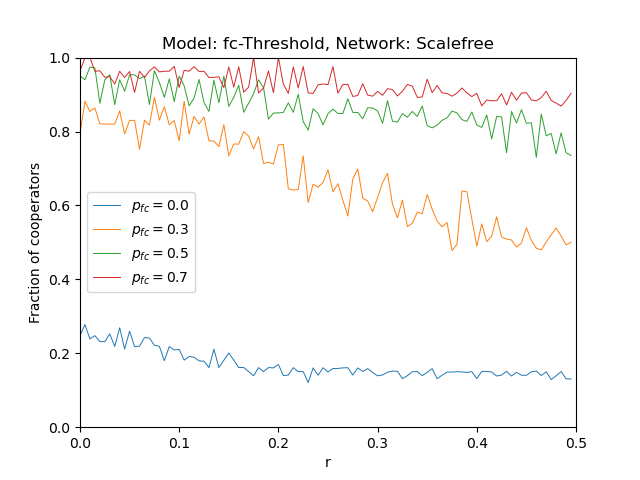 Model: fc-Threshold, Network: Scalefree
Fraction of cooperators
1.0
0.8
0.6
0.4
0.2
0.0
p_fc = 0.0
p_fc = 0.3
p_fc = 0.5
p_fc = 0.7
0.0 0.1 0.2 0.3 0.4 0.5
r